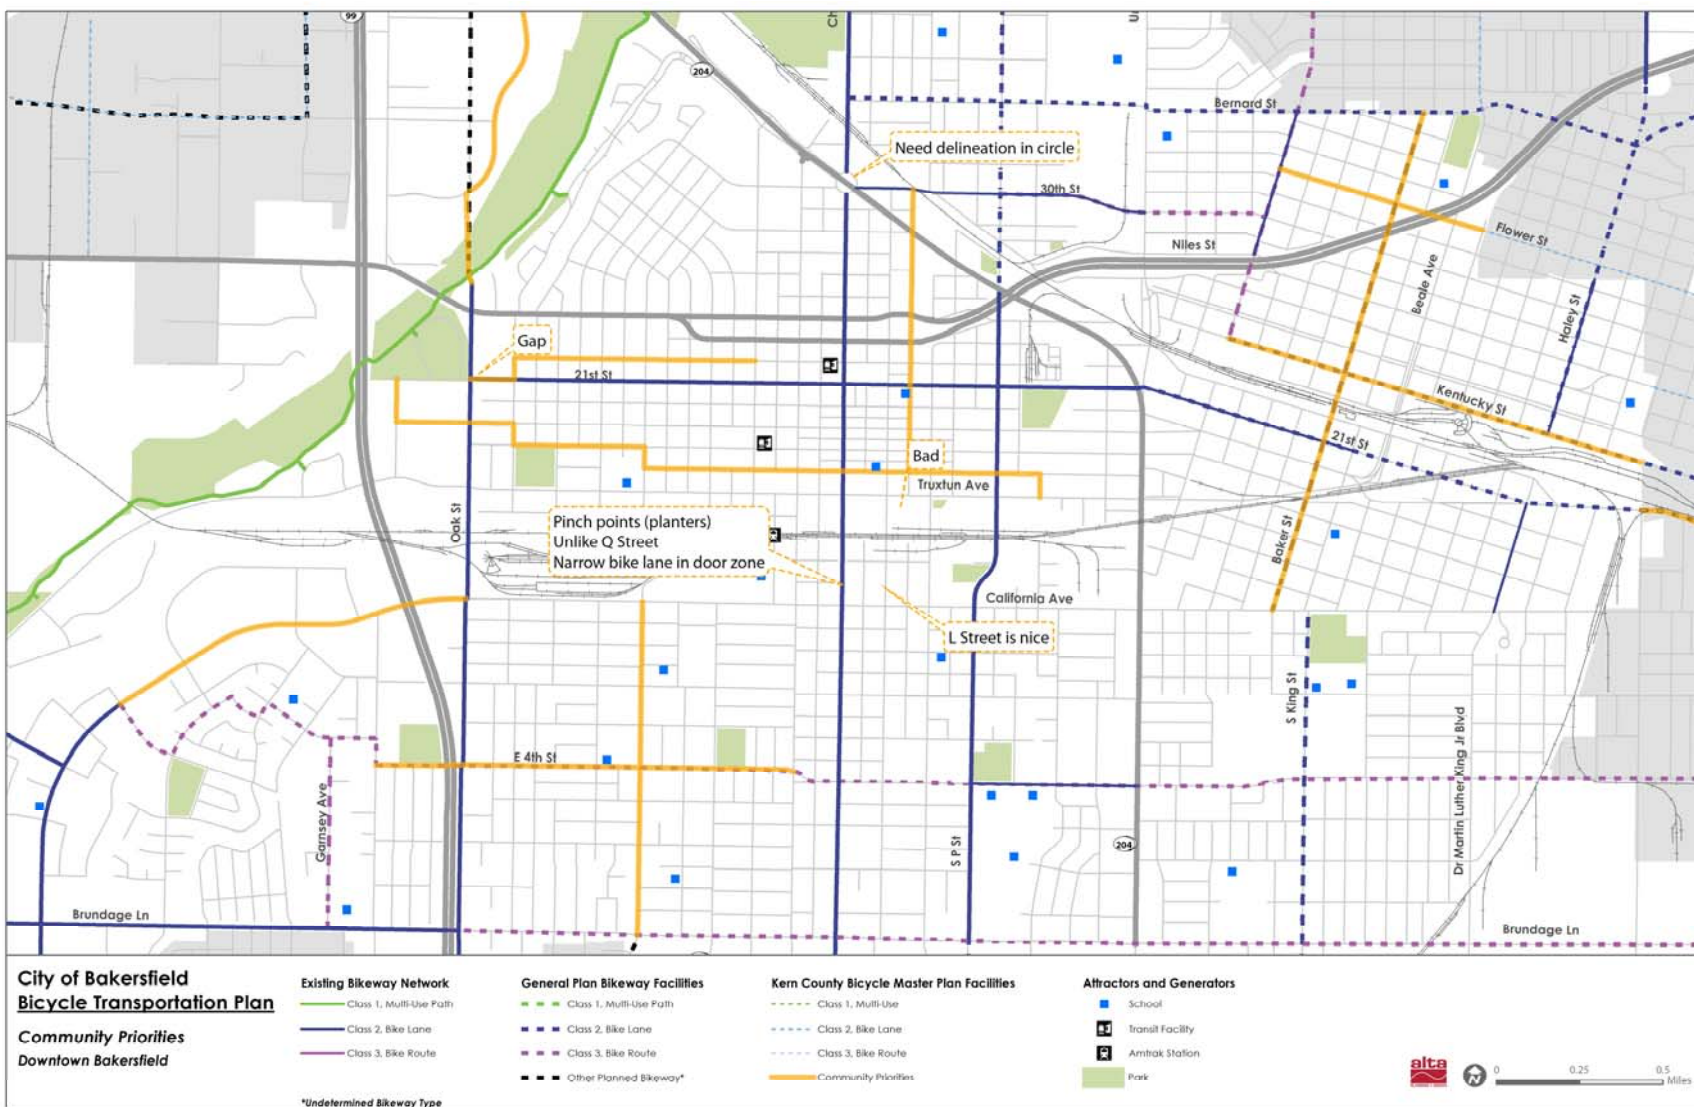 99
204
Ch
Bernard St
Need delineation in circle
30th St
Niles St
Flower St
Beale Ave
Haley St
Gap
21st St
Kentucky St
21st St
Bad
Truxtun Ave
Oak St
Pinch points (planters)
Unlike Q Street
Narrow bike lane in door zone
Baker St
California Ave
L Street is nice
S King St
Dr Martin Luther King Jr Blvd
E 4th St
Garnsey Ave
S P St
204
Brundage Ln
Brundage Ln
City of Bakersfield
Bicycle Transportation Plan
Community Priorities
Downtown Bakersfield
Existing Bikeway Network
Class 1, Multi-Use Path
Class 2, Bike Lane
Class 3, Bike Route
*Undetermined Bikeway Type
General Plan Bikeway Facilities
Class 1, Multi-Use Path
Class 2, Bike Lane
Class 3, Bike Route
Other Planned Bikeway*
Kern County Bicycle Master Plan Facilities
Class 1, Multi-Use
Class 2, Bike Lane
Class 3, Bike Route
Community Priorities
Attractors and Generators
School
Transit Facility
Amtrak Station
Park
alta
N
0 0.25 0.5
Miles